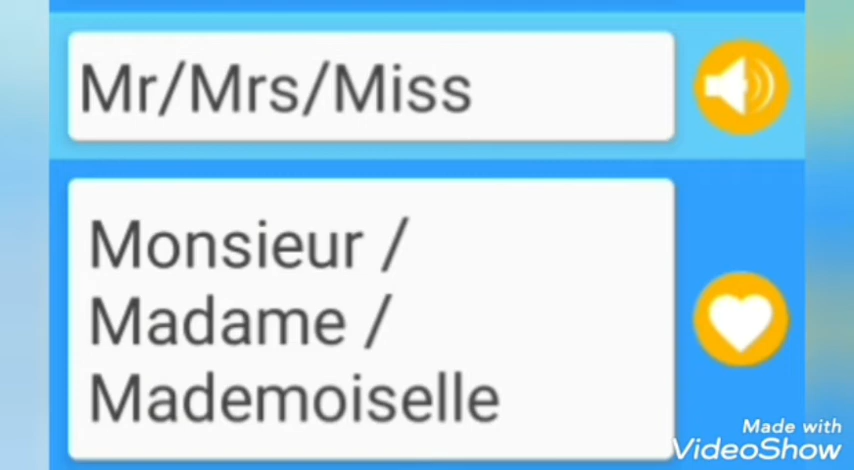 Mr/Mrs/Miss
Monsieur /
Madame /
Mademoiselle
Made with
VideoShow